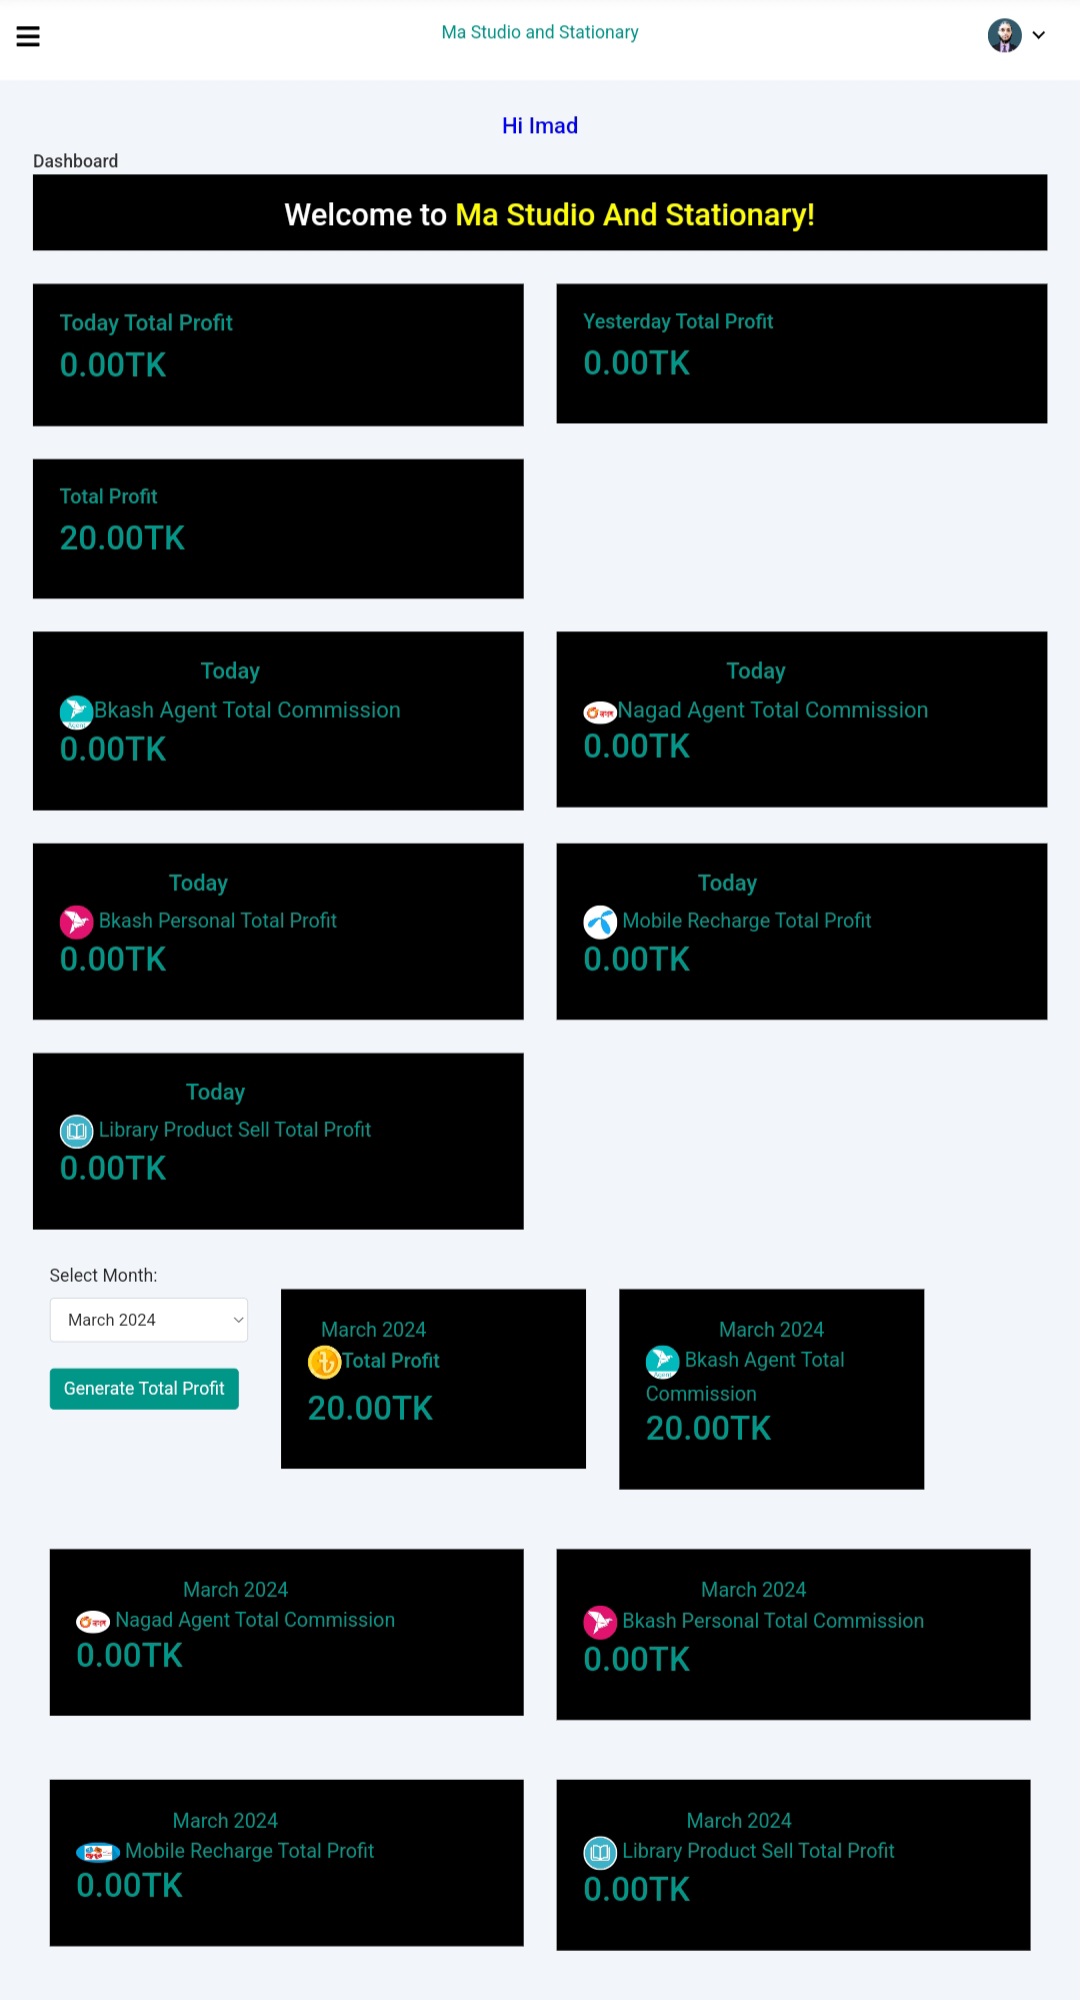 Ma Studio and Stationary
Hi Imad
Dashboard
Welcome to Ma Studio And Stationary!
Today Total Profit
0.00TK
Yesterday Total Profit
0.00TK
Total Profit
20.00TK
Today
Bkash Agent Total Commission
0.00TK
Today
Nagad Agent Total Commission
0.00TK
Today
Bkash Personal Total Profit
0.00TK
Today
Mobile Recharge Total Profit
0.00TK
Today
Library Product Sell Total Profit
0.00TK
Select Month:
March 2024
Generate Total Profit
March 2024
Total Profit
20.00TK
March 2024
Bkash Agent Total
Commission
20.00TK
March 2024
Nagad Agent Total Commission
0.00TK
March 2024
Bkash Personal Total Commission
0.00TK
March 2024
Mobile Recharge Total Profit
0.00TK
March 2024
Library Product Sell Total Profit
0.00TK